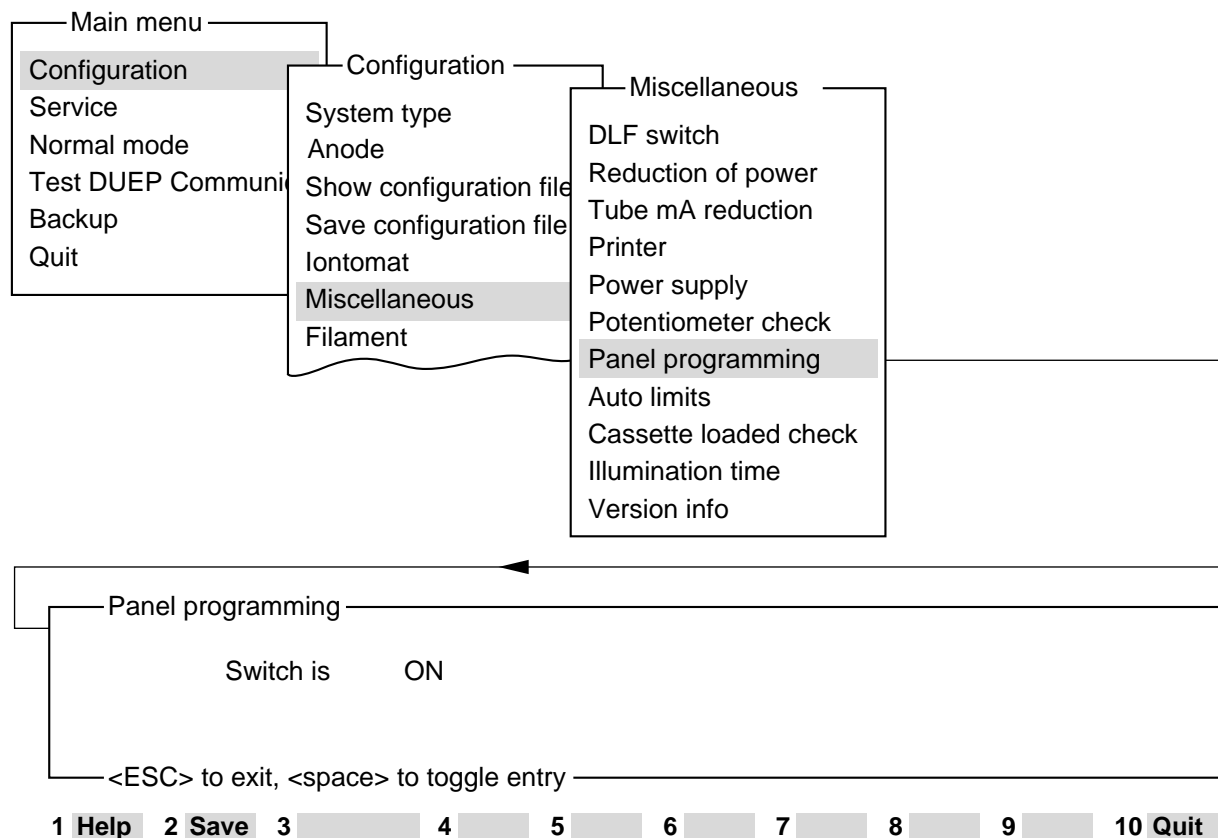 Main menu
Configuration
Service
Normal mode
Test DUEP Communi
Backup
Quit
Configuration
System type
Anode
Show configuration file
Save configuration file
Iontomat
Miscellaneous
Filament
Miscellaneous
DLF switch
Reduction of power
Tube mA reduction
Printer
Power supply
Potentiometer check
Panel programming
Auto limits
Cassette loaded check
Illumination time
Version info
Panel programming
Switch is ON
<ESC> to exit, <space> to toggle entry
1 Help 2 Save 3 4 5 6 7 8 9 10 Quit